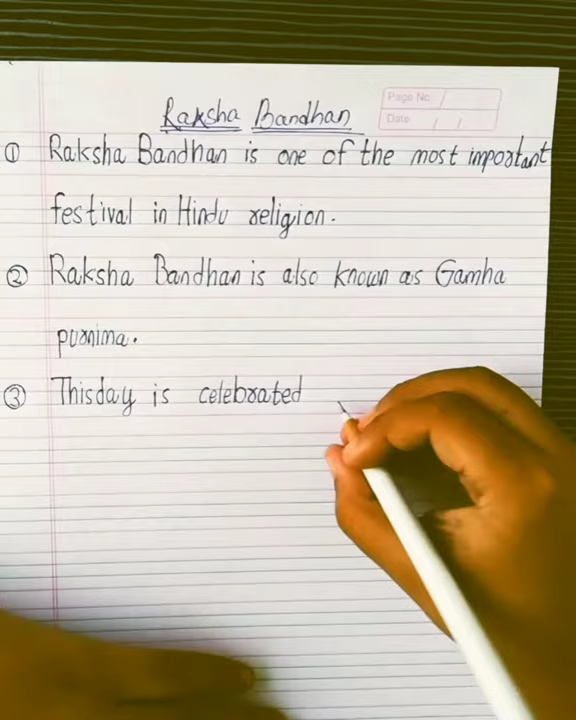 Raksha Bandhan
Page No
Date / /
① Raksha Bandhan is one of the most important
festival in Hindu religion.
② Raksha Bandhan is also known as Gamha
purnima.
③ This day is celebrated